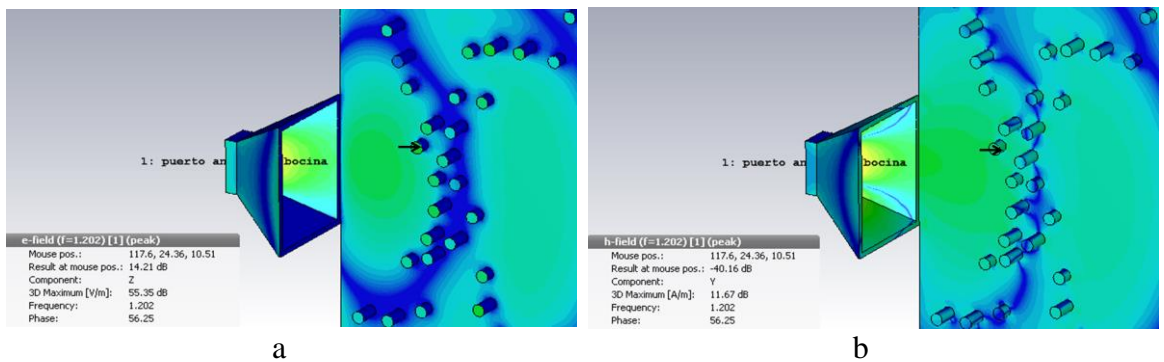 1: puerto an bocina
e-field (f=1.202) [1] (peak)
Mouse pos.: 117.6, 24.36, 10.51
Result at mouse pos.: 14.21 dB
Component: Z
3D Maximum [V/m]: 55.35 dB
Frequency: 1.202
Phase: 56.25
a
1: puerto an bocina
h-field (f=1.202) [1] (peak)
Mouse pos.: 117.6, 24.36, 10.51
Result at mouse pos.: -40.16 dB
Component: Y
3D Maximum [A/m]: 11.67 dB
Frequency: 1.202
Phase: 56.25
b